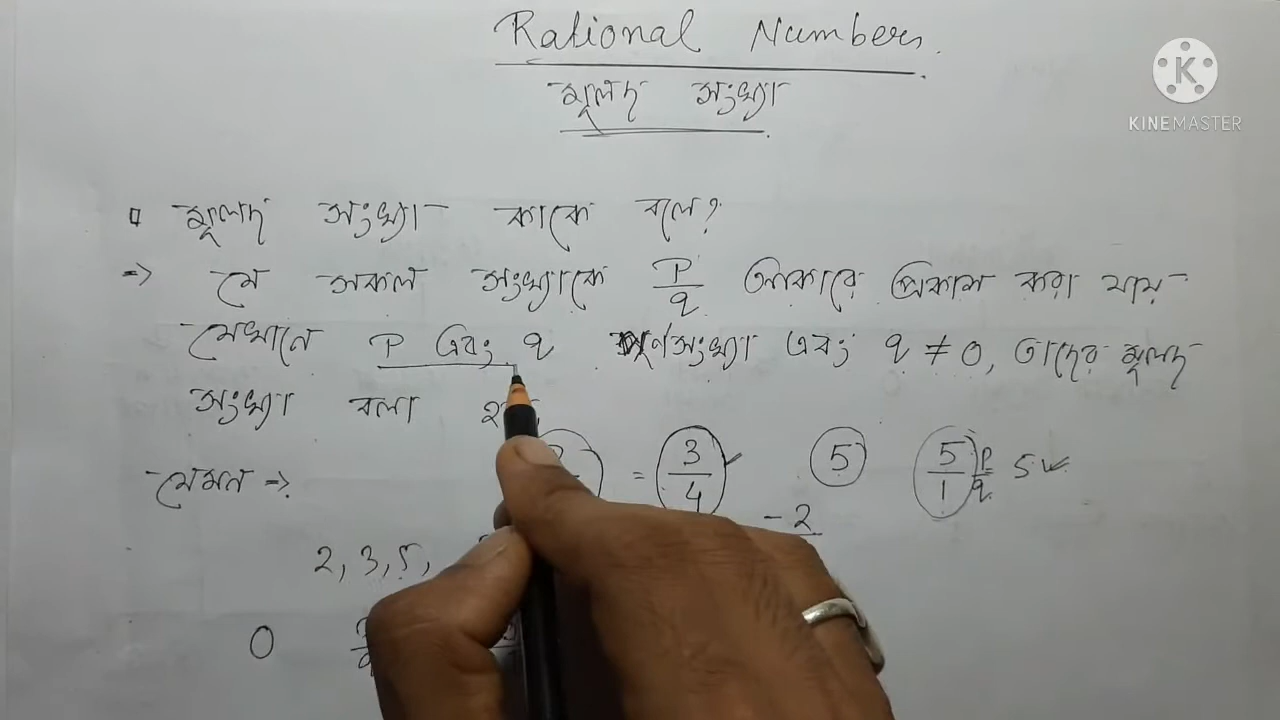 Rational Numbers.
মূলদ সংখ্যা
K
KINEMASTER
মূলদ সংখ্যা কাকে বলে?
⇒ যে সকল সংখ্যাকে P/q আকারে প্রকাশ করা যায়
যেখানে P এবং q পূর্ণসংখ্যা এবং q ≠ 0, তাদের মূলদ
সংখ্যা বলা
যেমন ⇒ = 3/4 5 5/1 P/q 5
2, 3, 5, -2
0